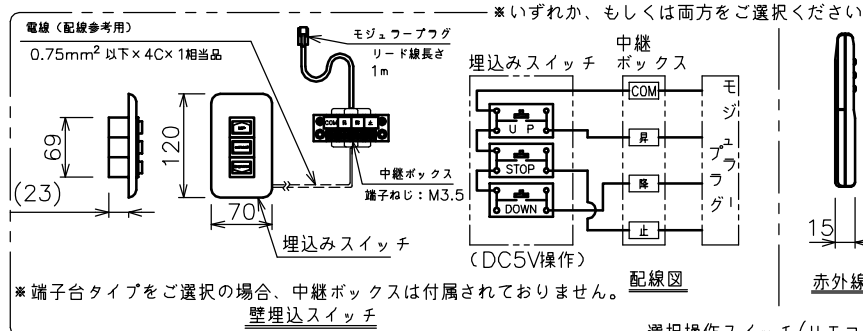 ※いずれか、もしくは両方をご選択ください
電線（配線参考用）
0.75mm² 以下×4C×1相当品
モジュラープラグ
リード線長さ
1m
COM 昇 降 止
中継ボックス
端子ねじ：M3.5
69
(23)
120
70
埋込みスイッチ
※端子台タイプをご選択の場合、中継ボックスは付属されておりません。
壁埋込スイッチ
埋込みスイッチ
中継
ボックス
モジュラープラグ
COM
UP
昇
STOP
降
DOWN
止
(DC5V操作)
配線図
15
赤外線